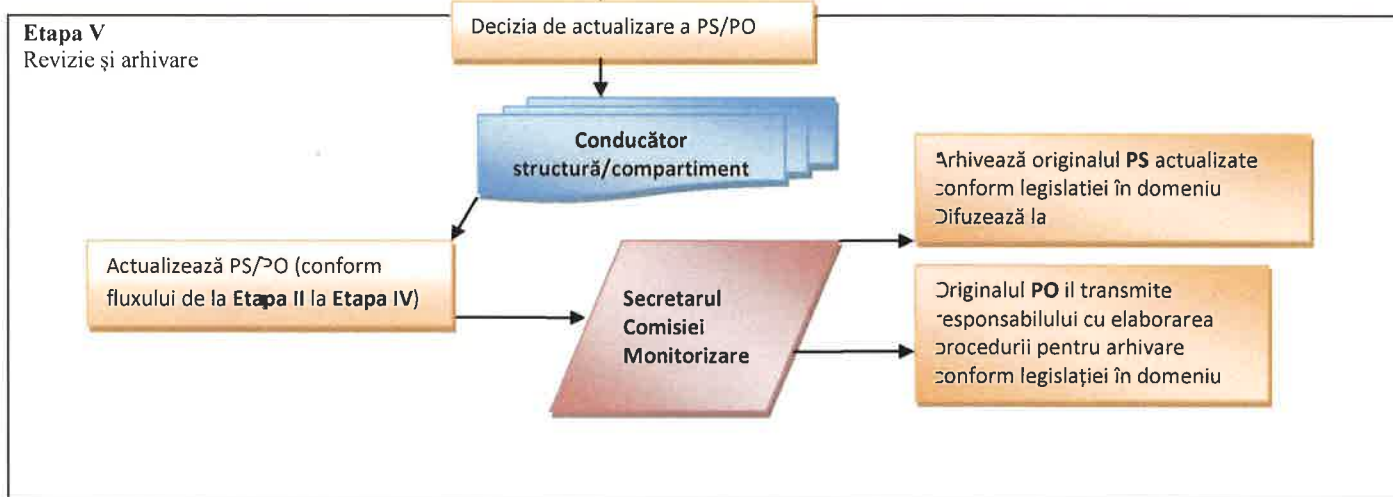 Etapa V
Revizie și arhivare
Decizia de actualizare a PS/PO
Conducător
structură/compartiment
Actualizează PS/PO (conform
fluxului de la Etapa II la Etapa IV)
Secretarul
Comisiei
Monitorizare
Arhivează originalul PS actualizate
conform legislatiei în domeniu
Difuzează la
Originalul PO il transmite
responsabilului cu elaborarea
procedurii pentru arhivare
conform legislației în domeniu